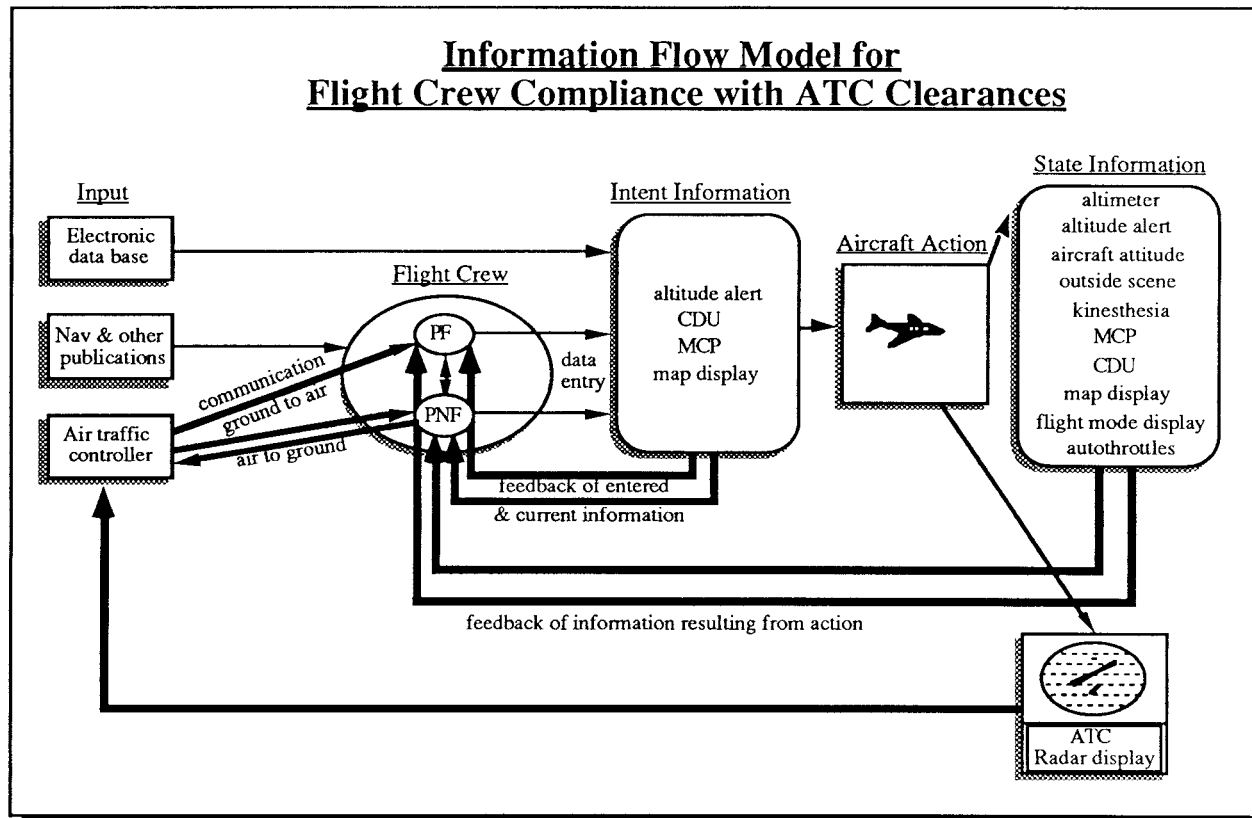 Information Flow Model for
Flight Crew Compliance with ATC Clearances
Input
Electronic
data base
Nav & other
publications
Air traffic
controller
communication
ground to air
air to ground
Flight Crew
PF
PNF
data
entry
Intent Information
altitude alert
CDU
MCP
map display
feedback of entered
& current information
Aircraft Action
State Information
altimeter
altitude alert
aircraft attitude
outside scene
kinesthesia
MCP
CDU
map display
flight mode display
autothrottles
feedback of information resulting from action
ATC
Radar display